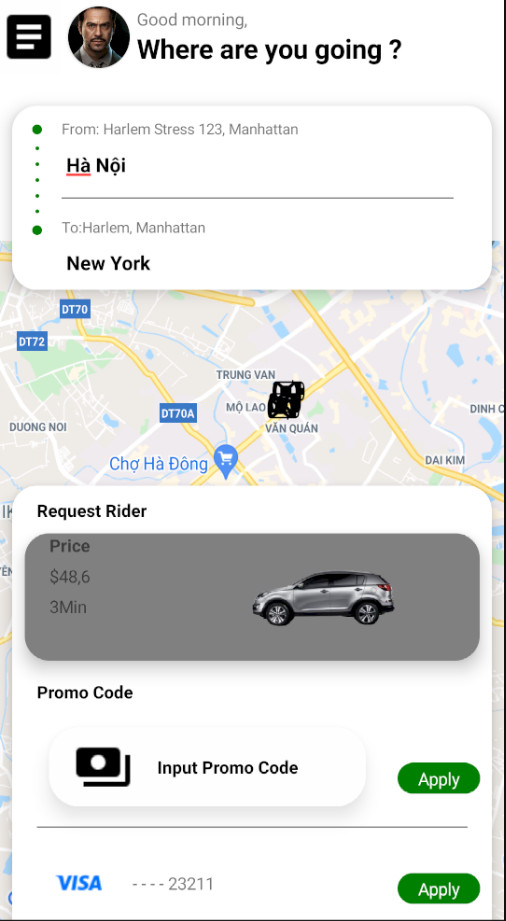 Good morning,
Where are you going ?
From: Harlem Stress 123, Manhattan
Hà Nội
To:Harlem, Manhattan
New York
DT70
DT72
TRUNG VAN
DT70A
MỘ LAO
DINH C
DUONG NOI
VĂN QUÁN
Chợ Hà Đông
DAI KIM
Request Rider
Price
$48,6
3Min
Promo Code
Input Promo Code
Apply
VISA
- - - - 23211
Apply